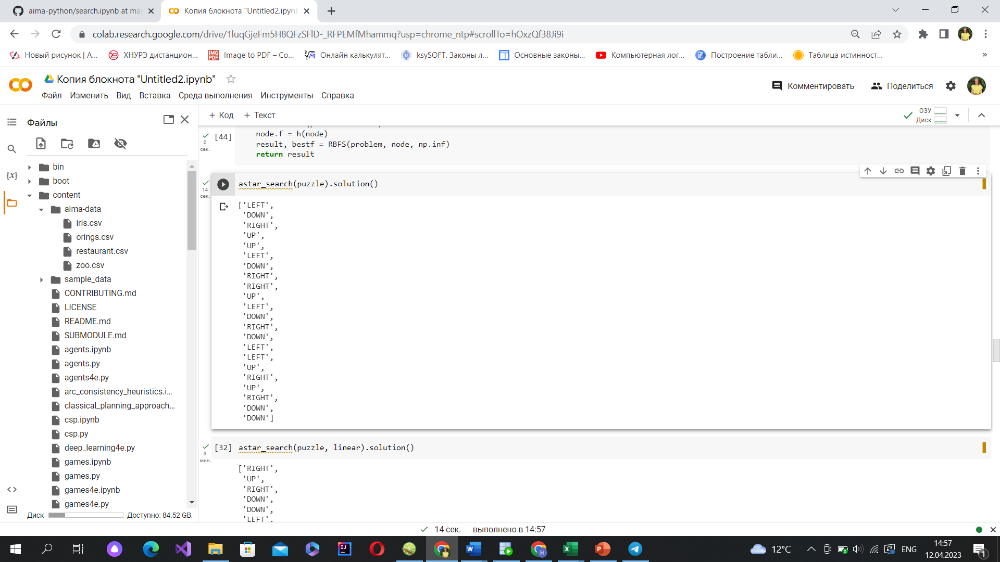 aima-python/search.ipynb at mas
Копия блокнота "Untitled2.ipynb
colab.research.google.com/drive/1luqGjeFm5H8QFzSFlD-_RFPEMfMhammq?usp=chrome_ntp#scrollTo=hOxzQf38Ji9i
Новый рисунок | А...
ХНУРЭ дистанцион...
IMG PDF
Image to PDF – Co...
Онлайн калькулят...
ksySOFT. Законы л...
Основные законы...
Компьютерная лог...
Построение табли...
Таблица истинност...
»
Копия блокнота "Untitled2.ipynb"
Комментировать
Поделиться
Файл Изменить Вид Вставка Среда выполнения Инструменты Справка
Файлы
+ Код + Текст
ОЗУ
Диск
{x}
bin
boot
content
aima-data
iris.csv
orings.csv
restaurant.csv
zoo.csv
sample_data
CONTRIBUTING.md
LICENSE
README.md
SUBMODULE.md
agents.ipynb
agents.py
agents4e.py
arc_consistency_heuristics.i...
classical_planning_approach...
csp.ipynb
csp.py
deep_learning4e.py
games.ipynb
games.py
games4e.ipynb
games4e.py
Диск
Доступно: 84.52 GB.
0 сек.
[44]
node.f = h(node)
result, bestf = RBFS(problem, node, np.inf)
return result
14 сек.
astar_search(puzzle).solution()
['LEFT',
'DOWN',
'RIGHT',
'UP',
'UP',
'LEFT',
'DOWN',
'RIGHT',
'RIGHT',
'UP',
'LEFT',
'DOWN',
'RIGHT',
'DOWN',
'LEFT',
'LEFT',
'UP',
'RIGHT',
'UP',
'RIGHT',
'DOWN',
'DOWN']
3 мин.
[32]
astar_search(puzzle, linear).solution()
['RIGHT',
'UP',
'RIGHT',
'DOWN',
'DOWN',
'LEFT',
14 сек. выполнено в 14:57
12°C
ENG
14:57
12.04.2023
1